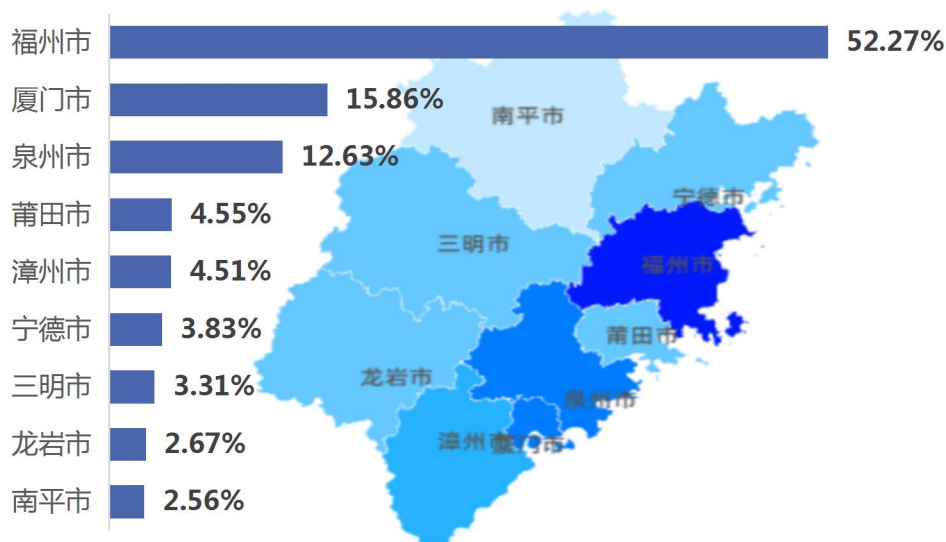 福州市 52.27%
厦门市 15.86%
泉州市 12.63%
莆田市 4.55%
漳州市 4.51%
宁德市 3.83%
三明市 3.31%
龙岩市 2.67%
南平市 2.56%
南平市
宁德市
三明市
福州市
莆田市
龙岩市
泉州市
漳州市
厦门市